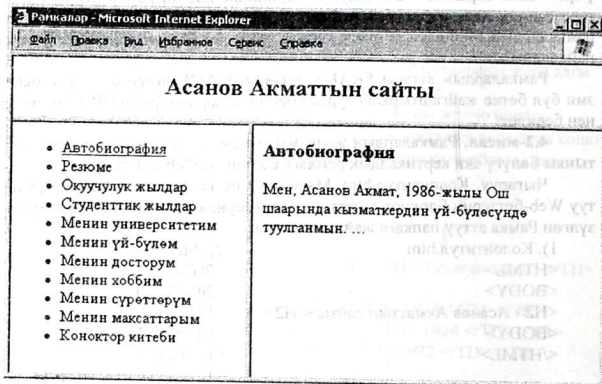 Рамкалар - Microsoft Internet Explorer
Файл Правка Вид Избранное Сервис Справка
Асанов Акматтын сайты
Автобиография
Резюме
Окуучулук жылдар
Студенттик жылдар
Менин университетим
Менин үй-бүлөм
Менин досторум
Менин хоббим
Менин сүрөттөрүм
Менин максаттарым
Коноктор китеби
Автобиография
Мен, Асанов Акмат, 1986-жылы Ош
шаарында кызматкердин үй-бүлөсүндө
туулганмын. ...